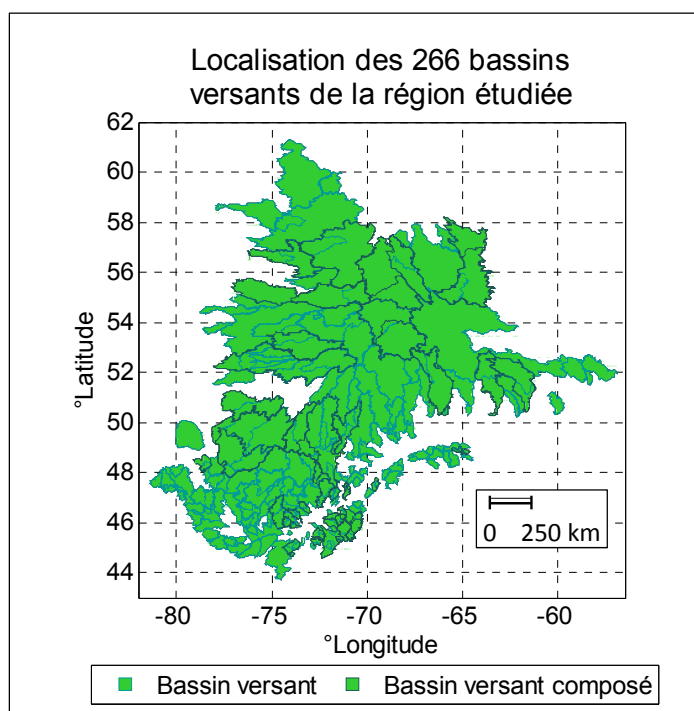 Localisation des 266 bassins
versants de la région étudiée
62
60
58
56
54
52
50
48
46
44
°Latitude
0 250 km
-80 -75 -70 -65 -60
°Longitude
Bassin versant Bassin versant composé